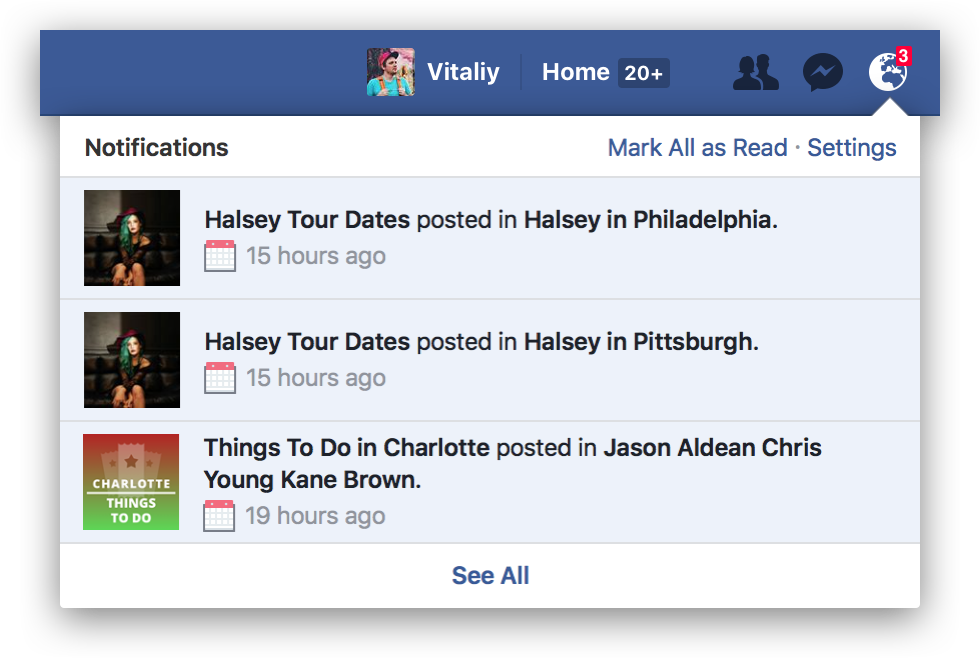 Vitaliy
Home 20+
3
Notifications
Mark All as Read · Settings
Halsey Tour Dates posted in Halsey in Philadelphia.
15 hours ago
Halsey Tour Dates posted in Halsey in Pittsburgh.
15 hours ago
CHARLOTTE
THINGS
TO DO
Things To Do in Charlotte posted in Jason Aldean Chris
Young Kane Brown.
19 hours ago
See All